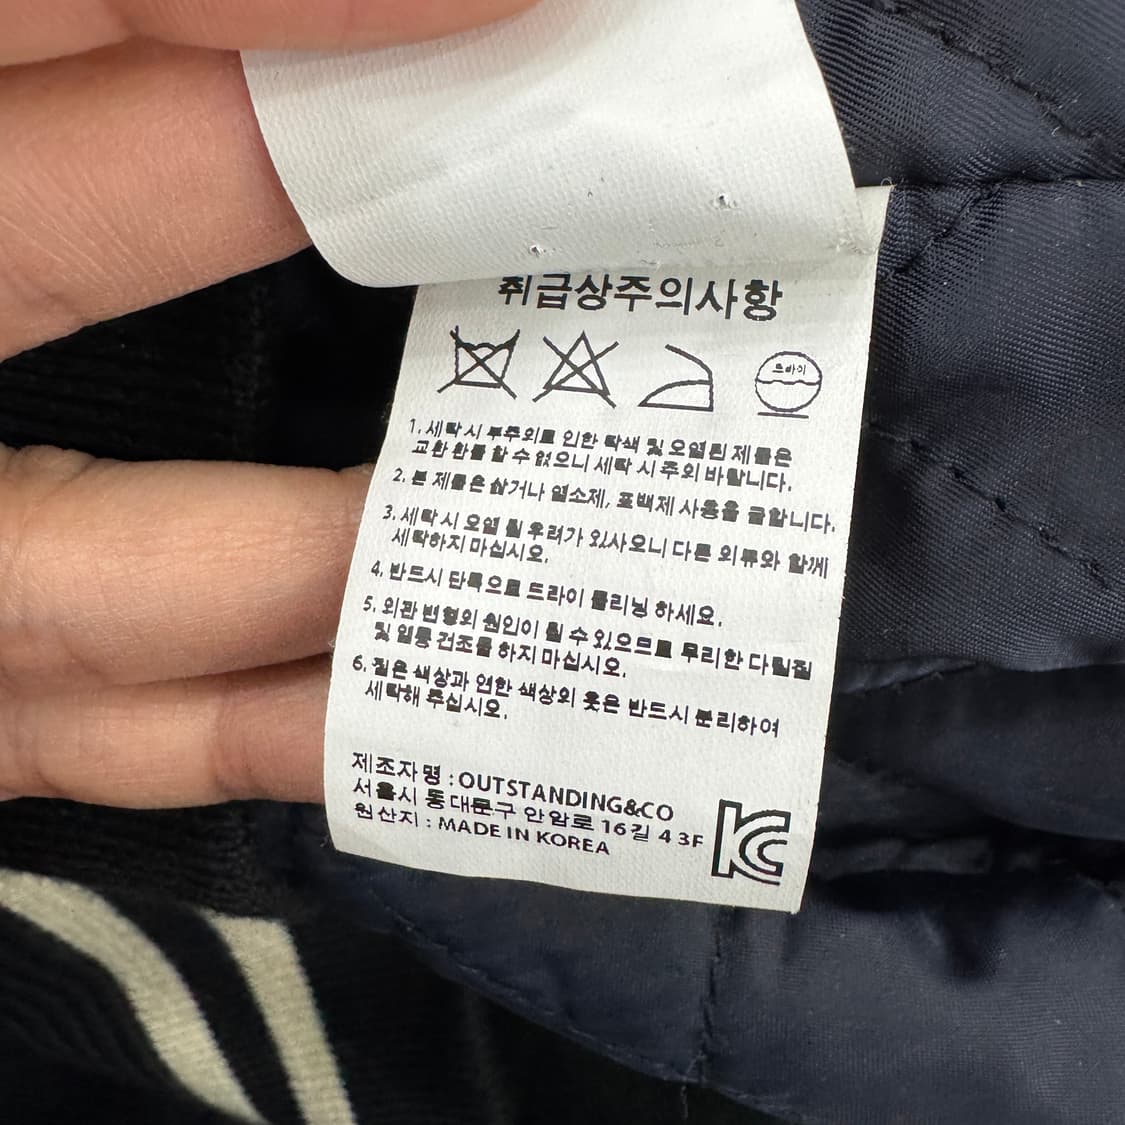 취급상주의사항
드라이
1. 세탁시 부주의로 인한 탁색 및 오염된 제품은
교환 환불 할 수 없으니 세탁 시 주의 바랍니다.
2. 본 제품은 삶거나 염소제, 표백제 사용을 금합니다.
3. 세탁시 오염 될 우려가 있사오니 다른 의류와 함께
세탁하지 마십시오.
4. 반드시 단독으로 드라이 클리닝 하세요.
5. 외관 변형의 원인이 될 수 있으므로 무리한 다림질
및 열풍 건조를 하지 마십시오.
6. 짙은 색상과 연한 색상의 옷은 반드시 분리하여
세탁해 주십시오.
제조자명 : OUTSTANDING&CO
서울시 동대문구 안암로 16길 4 3F
원산지 : MADE IN KOREA
KC